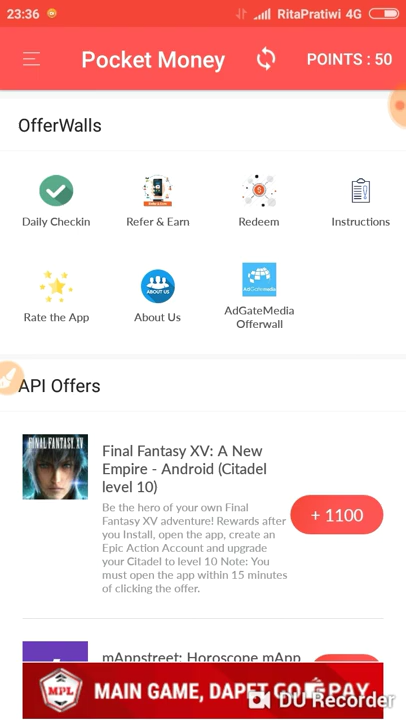 23:36 RitaPratiwi 4G
Pocket Money POINTS : 50
OfferWalls
Daily Checkin Refer & Earn Redeem Instructions
ABOUT US AdGatemedia
Rate the App About Us AdGateMedia
Offerwall
API Offers
FINAL FANTASY XV
Final Fantasy XV: A New
Empire - Android (Citadel
level 10)
Be the hero of your own Final
Fantasy XV adventure! Rewards after
you Install, open the app, create an
Epic Action Account and upgrade
your Citadel to level 10 Note: You
must open the app within 15 minutes
of clicking the offer.
+ 1100
mAppstreet: Horoscope mApp
MPL MAIN GAME, DAPET GOPAY
DU Recorder